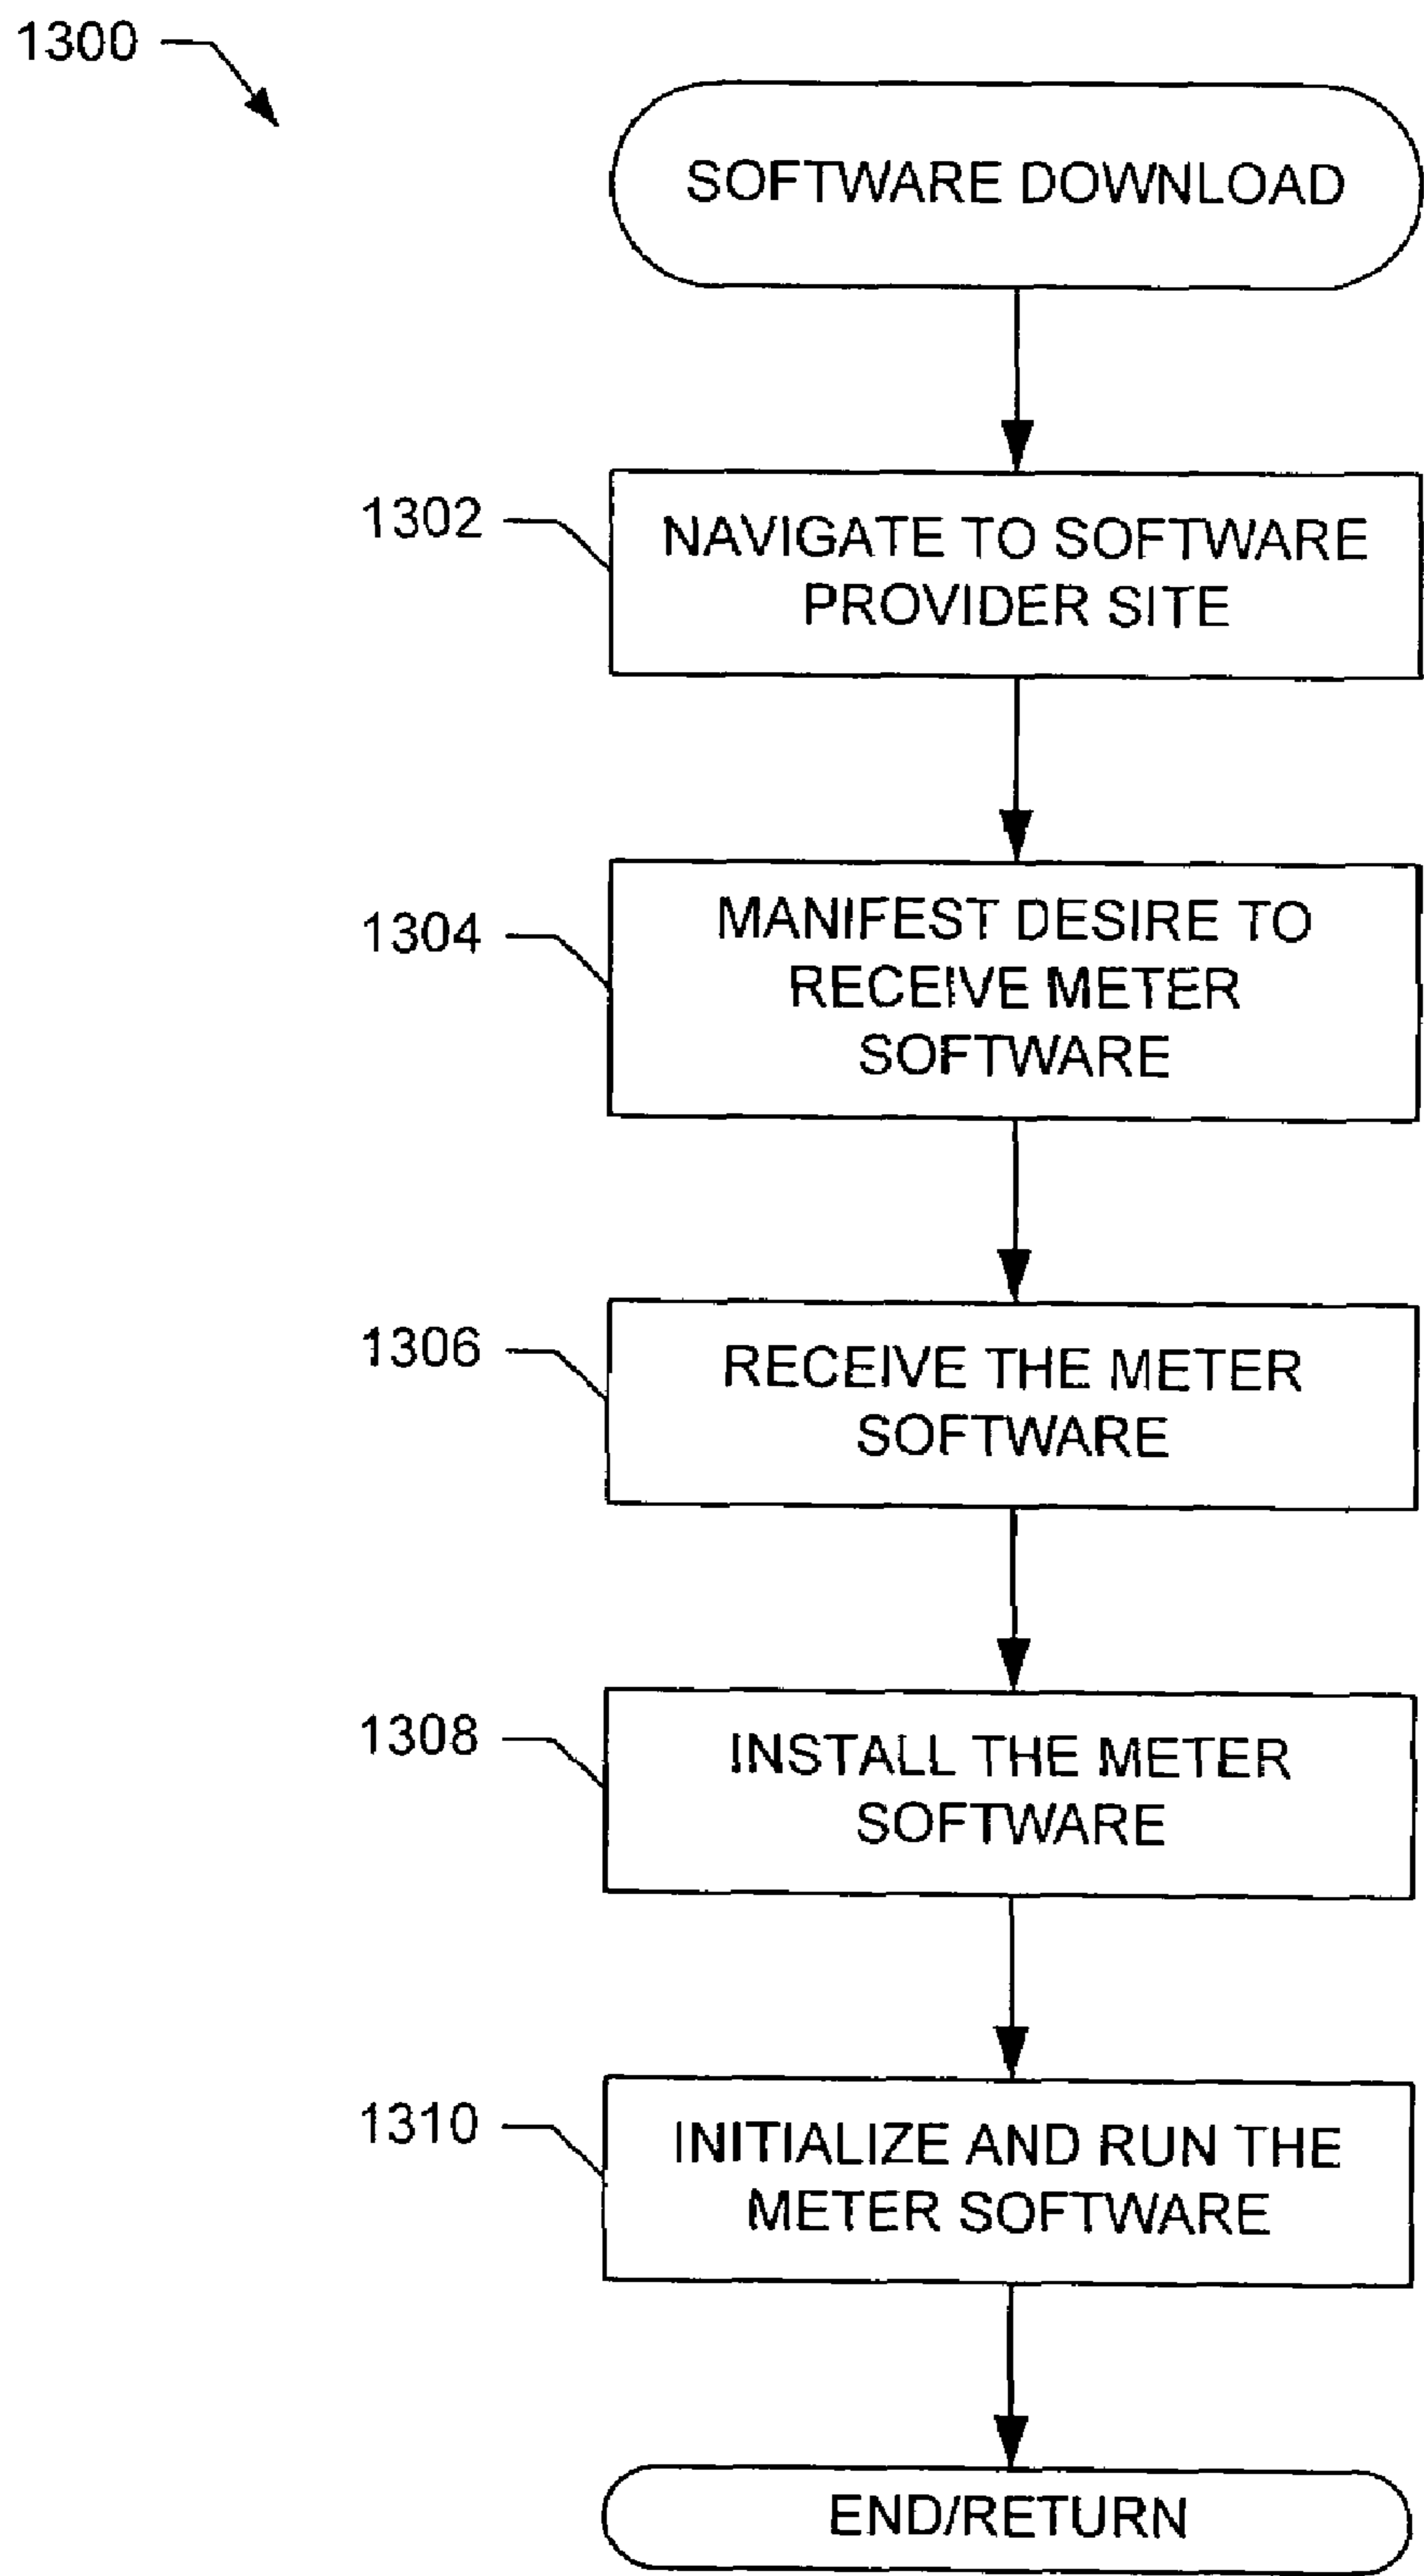 1300
SOFTWARE DOWNLOAD
1302
NAVIGATE TO SOFTWARE
PROVIDER SITE
1304
MANIFEST DESIRE TO
RECEIVE METER
SOFTWARE
1306
RECEIVE THE METER
SOFTWARE
1308
INSTALL THE METER
SOFTWARE
1310
INITIALIZE AND RUN THE
METER SOFTWARE
END/RETURN